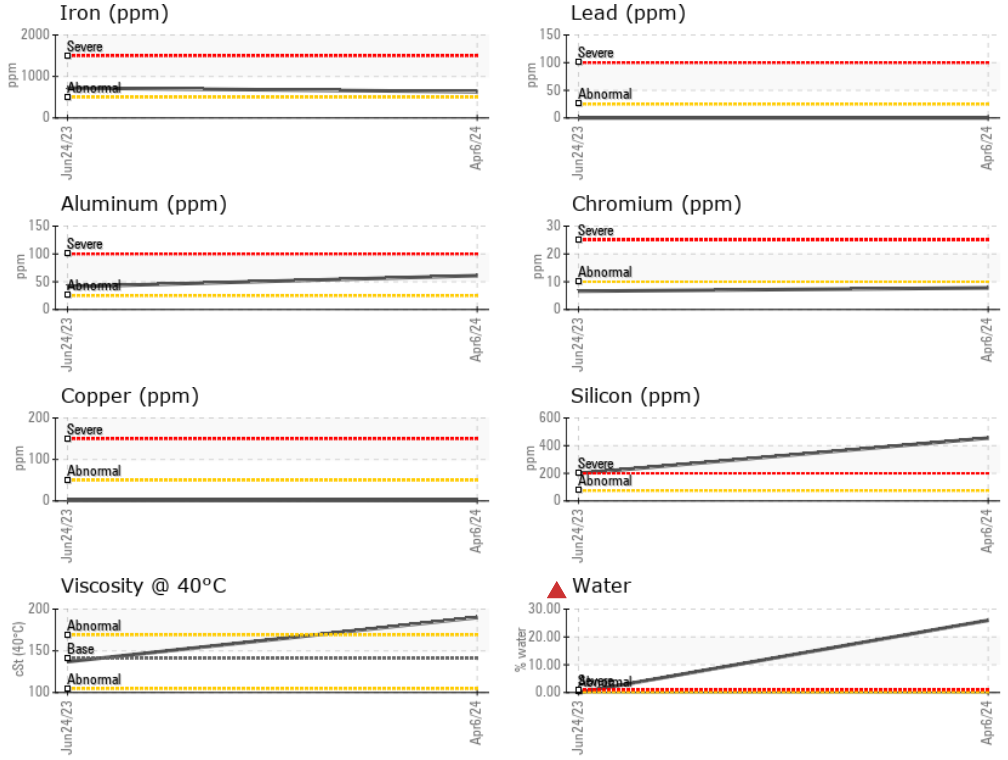 Iron (ppm)
2000
1000
0
ppm
Severe
Abnormal
Jun24/23
Apr6/24
Lead (ppm)
150
100
50
0
ppm
Severe
Abnormal
Jun24/23
Apr6/24
Aluminum (ppm)
150
100
50
0
ppm
Severe
Abnormal
Jun24/23
Apr6/24
Chromium (ppm)
30
20
10
0
ppm
Severe
Abnormal
Jun24/23
Apr6/24
Copper (ppm)
200
100
0
ppm
Severe
Abnormal
Jun24/23
Apr6/24
Silicon (ppm)
600
400
200
0
ppm
Severe
Abnormal
Jun24/23
Apr6/24
Viscosity @ 40°C
200
150
100
cSt (40°C)
Abnormal
Base
Abnormal
Jun24/23
Apr6/24
Water
30.00
20.00
10.00
0.00
% water
Severe
Abnormal
Jun24/23
Apr6/24